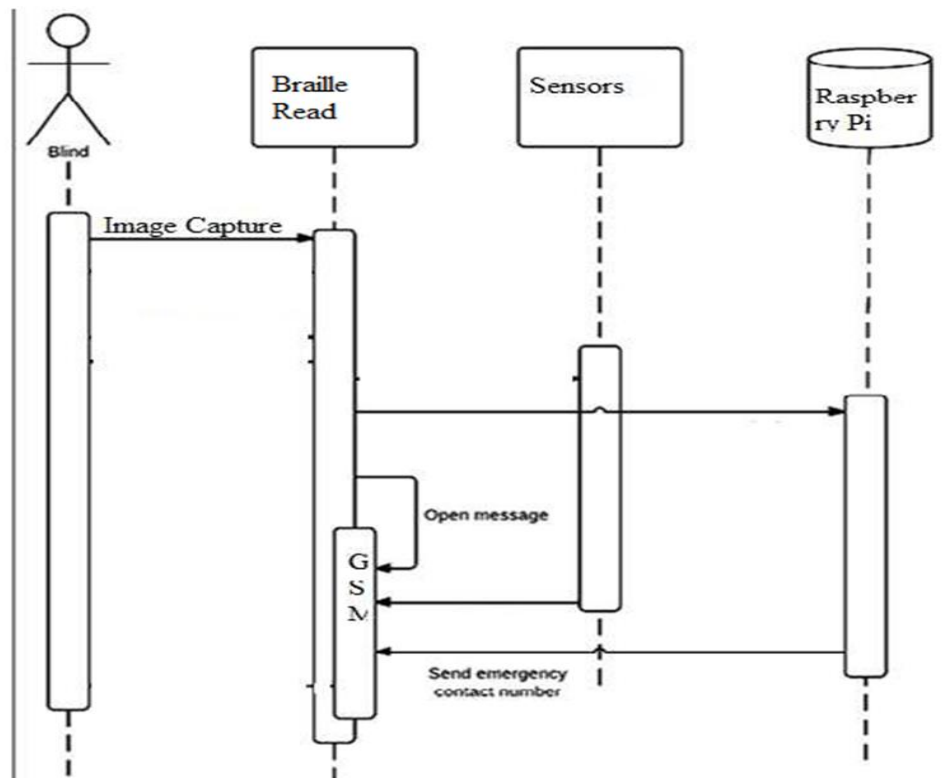 Blind
Braille
Read
Sensors
Raspber
ry Pi
Image Capture
Open message
G
S
M
Send emergency
contact number